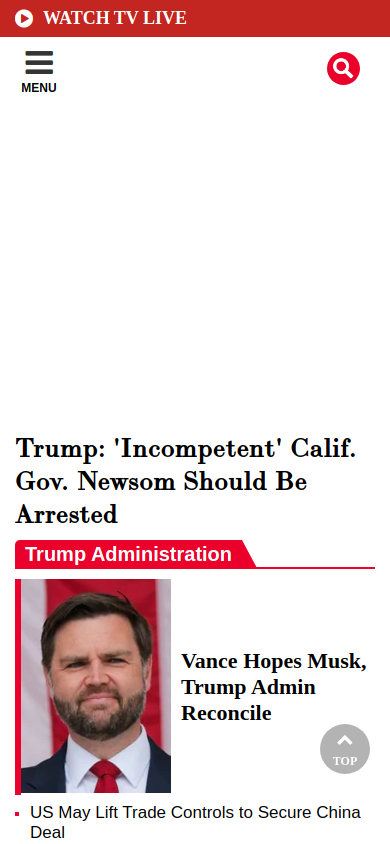 WATCH TV LIVE
MENU
Trump: 'Incompetent' Calif.
Gov. Newsom Should Be
Arrested
Trump Administration
Vance Hopes Musk,
Trump Admin
Reconcile
TOP
US May Lift Trade Controls to Secure China
Deal